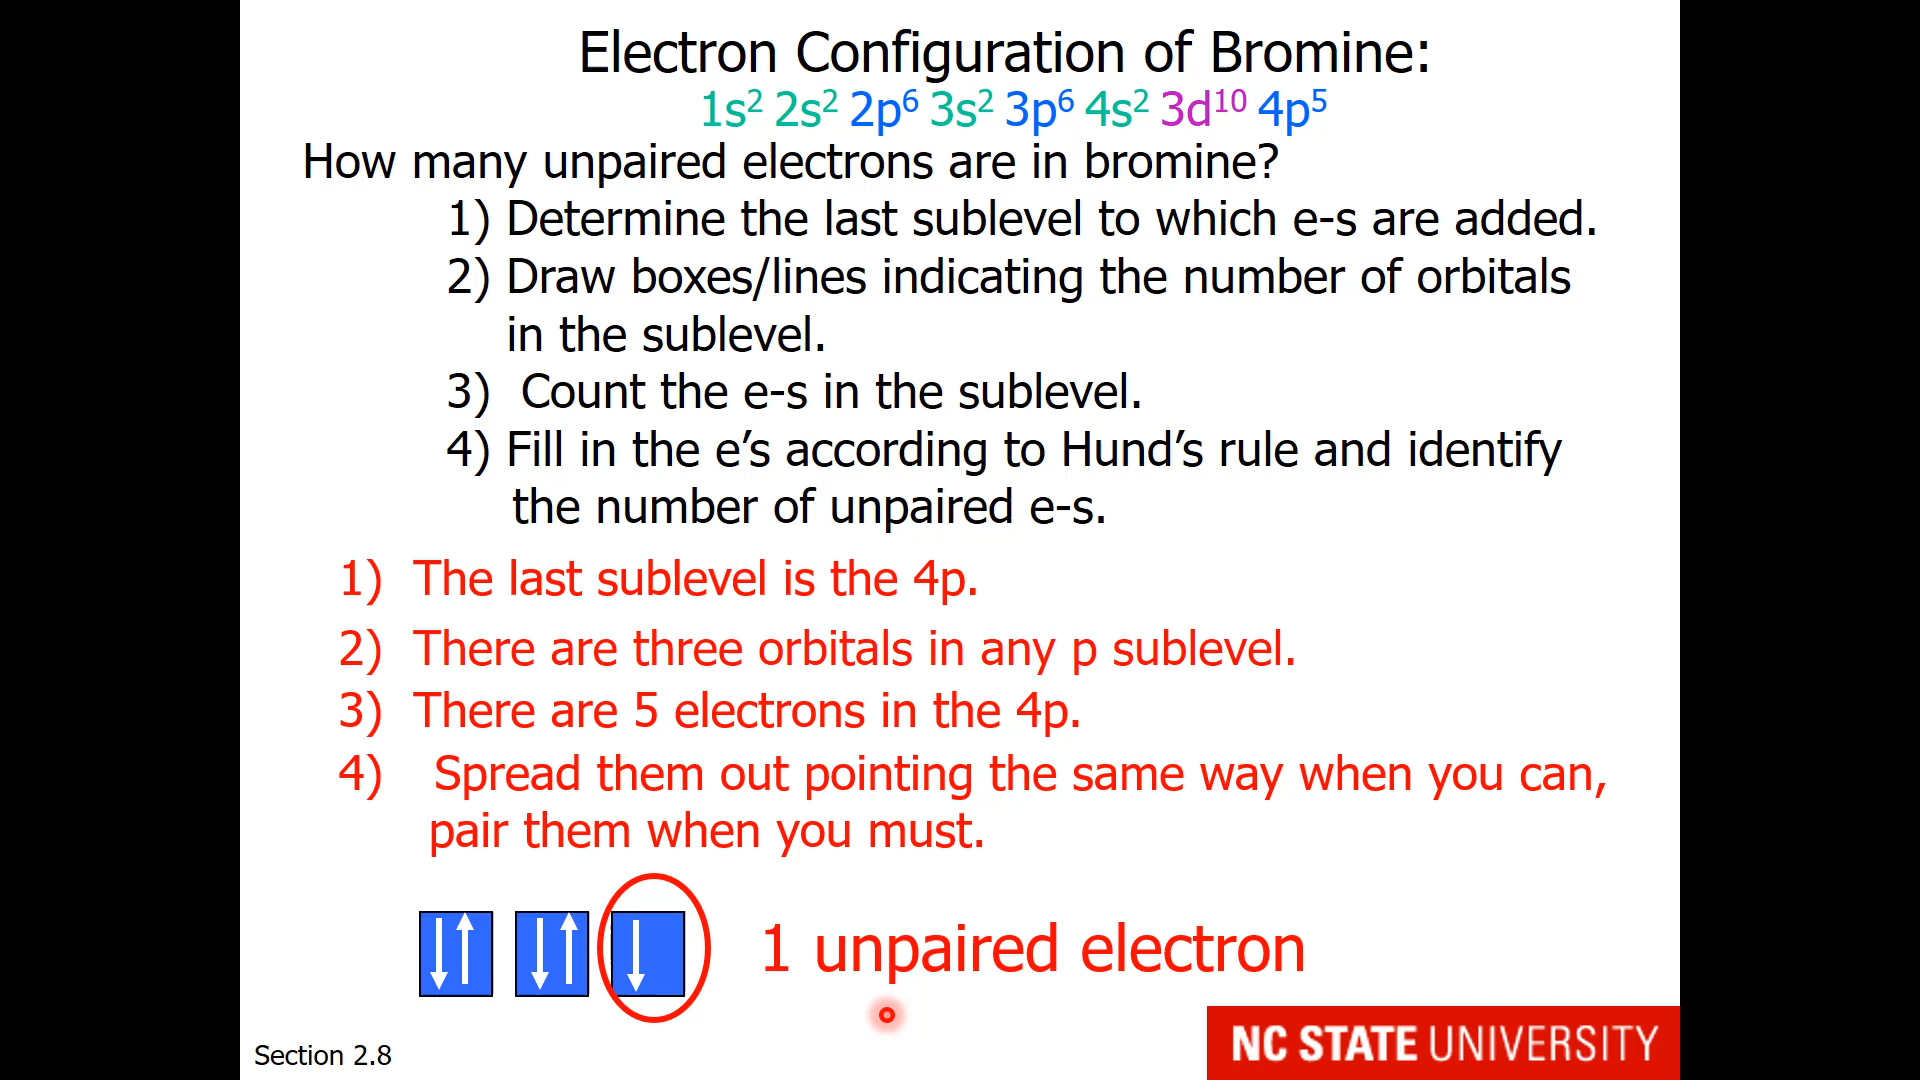 Electron Configuration of Bromine:
1s² 2s² 2p⁶ 3s² 3p⁶ 4s² 3d¹⁰ 4p⁵
How many unpaired electrons are in bromine?
1) Determine the last sublevel to which e-s are added.
2) Draw boxes/lines indicating the number of orbitals
in the sublevel.
3) Count the e-s in the sublevel.
4) Fill in the e’s according to Hund’s rule and identify
the number of unpaired e-s.
1) The last sublevel is the 4p.
2) There are three orbitals in any p sublevel.
3) There are 5 electrons in the 4p.
4) Spread them out pointing the same way when you can,
pair them when you must.
1 unpaired electron
Section 2.8
NC STATE UNIVERSITY